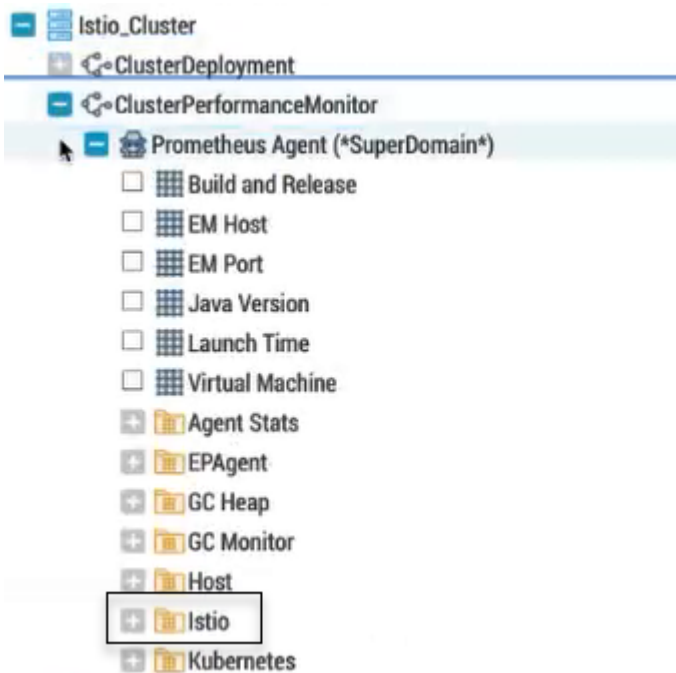 Istio_Cluster
ClusterDeployment
ClusterPerformanceMonitor
Prometheus Agent (*SuperDomain*)
Build and Release
EM Host
EM Port
Java Version
Launch Time
Virtual Machine
Agent Stats
EPAgent
GC Heap
GC Monitor
Host
Istio
Kubernetes